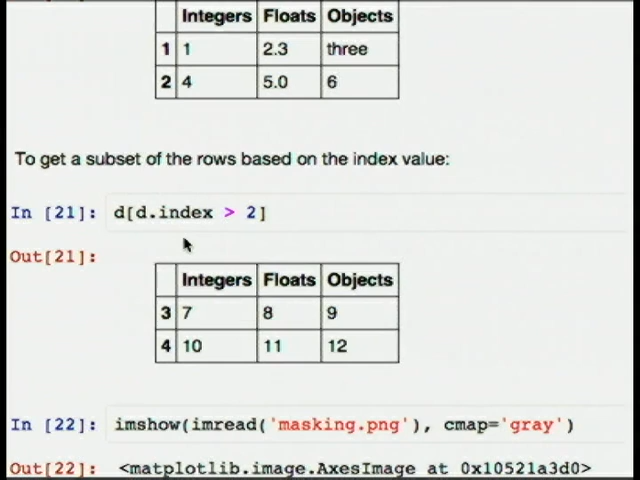 Integers Floats Objects
1 1 2.3 three
2 4 5.0 6
To get a subset of the rows based on the index value:
In [21]: d[d.index > 2]
Out[21]:
Integers Floats Objects
3 7 8 9
4 10 11 12
In [22]: imshow(imread('masking.png'), cmap='gray')
Out[22]: <matplotlib.image.AxesImage at 0x10521a3d0>